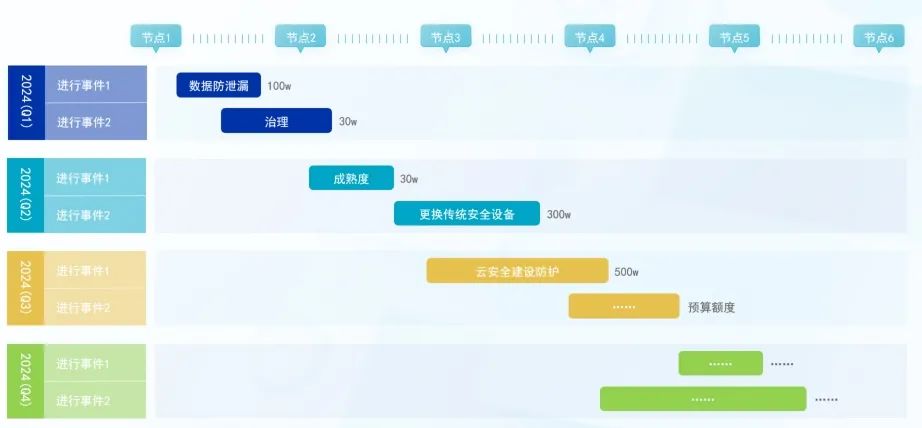 节点1 节点2 节点3 节点4 节点5 节点6
2024(Q1)
进行事件1 数据防泄漏 100w
进行事件2 治理 30w
2024(Q2)
进行事件1 成熟度 30w
进行事件2 更换传统安全设备 300w
2024(Q3)
进行事件1 云安全建设防护 500w
进行事件2 …… 预算额度
2024(Q4)
进行事件1 …… ……
进行事件2 …… ……